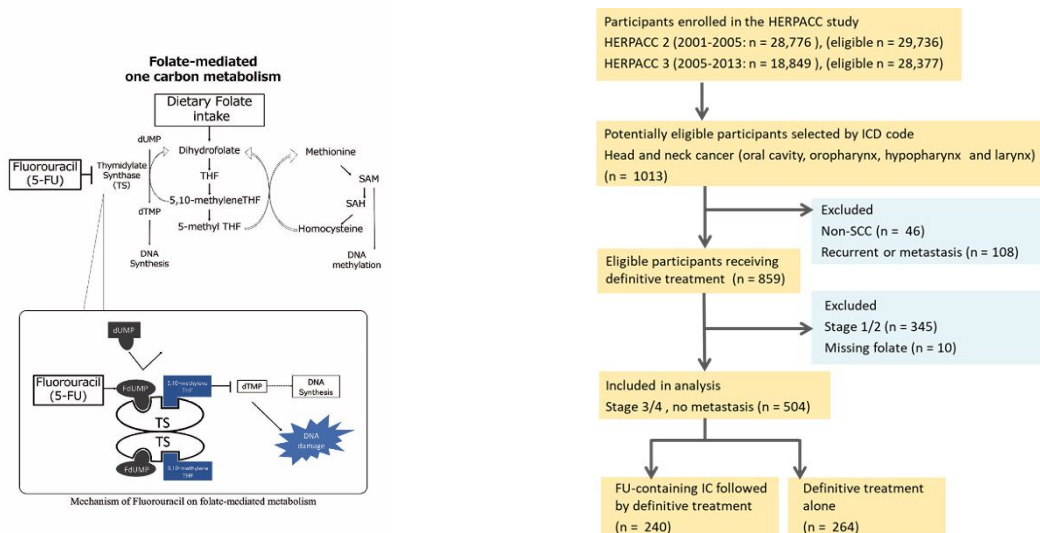 Folate-mediated
one carbon metabolism
Dietary Folate
intake
dUMP
Dihydrofolate
Methionine
Fluorouracil
(5-FU)
Thymidylate
Synthase
(TS)
THF
SAM
5,10-methyleneTHF
SAH
dTMP
5-methyl THF
Homocysteine
DNA
Synthesis
DNA
methylation
dUMP
Fluorouracil
(5-FU)
FdUMP
5,10-methylene
THF
dTMP
DNA
Synthesis
TS
TS
DNA
damage
FdUMP
5,10-methylene
THF
Mechanism of Fluorouracil on folate-mediated metabolism
Participants enrolled in the HERPACC study
HERPACC 2 (2001-2005: n = 28,776 ), (eligible n = 29,736)
HERPACC 3 (2005-2013: n = 18,849 ), (eligible n = 28,377)
Potentially eligible participants selected by ICD code
Head and neck cancer (oral cavity, oropharynx, hypopharynx and larynx)
(n = 1013)
Excluded
Non-SCC (n = 46)
Recurrent or metastasis (n = 108)
Eligible participants receiving
definitive treatment (n = 859)
Excluded
Stage 1/2 (n = 345)
Missing folate (n = 10)
Included in analysis
Stage 3/4 , no metastasis (n = 504)
FU-containing IC followed
by definitive treatment
(n = 240)
Definitive treatment
alone
(n = 264)